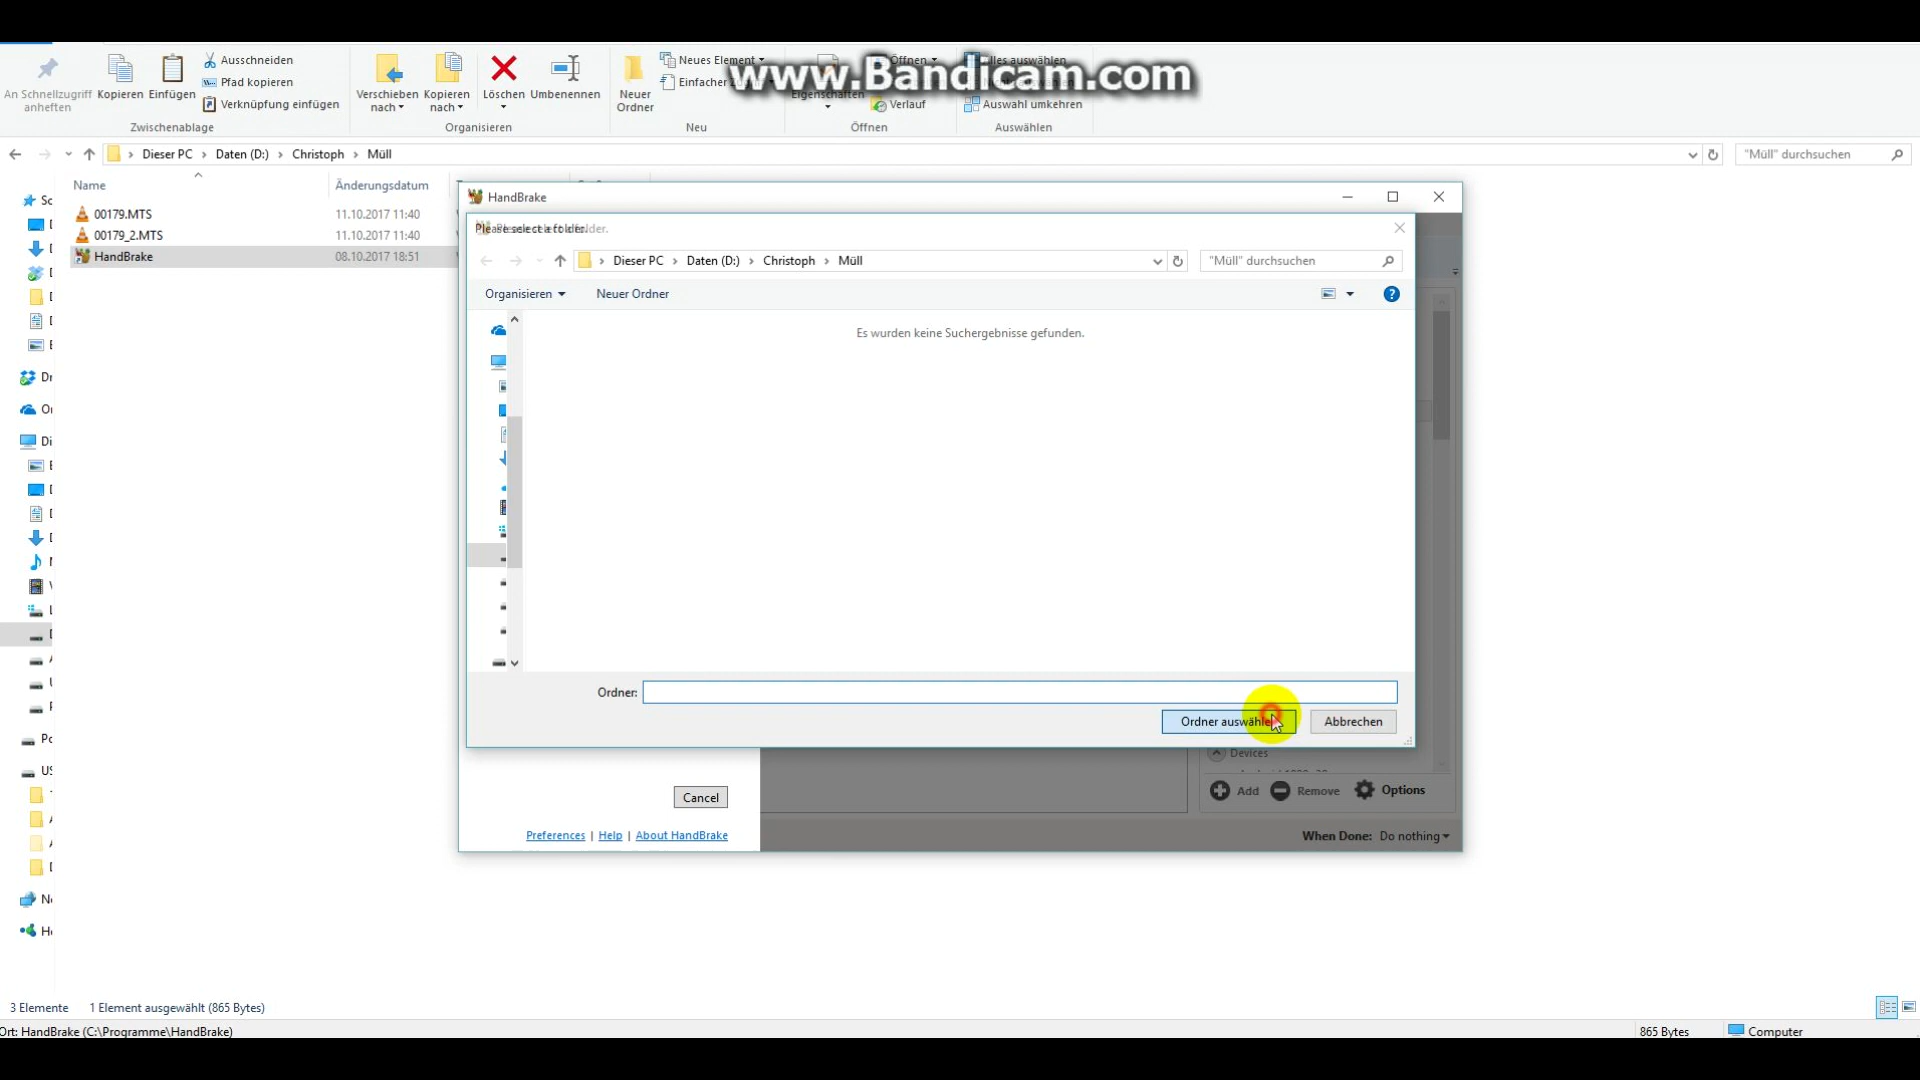 www.Bandicam.com
An Schnellzugriff anheften
Kopieren
Einfügen
Ausschneiden
Pfad kopieren
Verknüpfung einfügen
Zwischenablage
Verschieben nach
Kopieren nach
Löschen
Umbenennen
Organisieren
Neuer Ordner
Neues Element
Einfacher
Neu
Eigenschaften
Öffnen
Verlauf
Öffnen
Alles auswählen
Auswahl umkehren
Auswählen
Dieser PC > Daten (D:) > Christoph > Müll
"Müll" durchsuchen
Name
Änderungsdatum
00179.MTS 11.10.2017 11:40
00179_2.MTS 11.10.2017 11:40
HandBrake 08.10.2017 18:51
HandBrake
Please select a folder.
Dieser PC > Daten (D:) > Christoph > Müll
"Müll" durchsuchen
Organisieren
Neuer Ordner
Es wurden keine Suchergebnisse gefunden.
Ordner:
Ordner auswählen
Abbrechen
Devices
Cancel
Add
Remove
Options
Preferences | Help | About HandBrake
When Done: Do nothing
3 Elemente
1 Element ausgewählt (865 Bytes)
Ort: HandBrake (C:\Programme\HandBrake)
865 Bytes
Computer